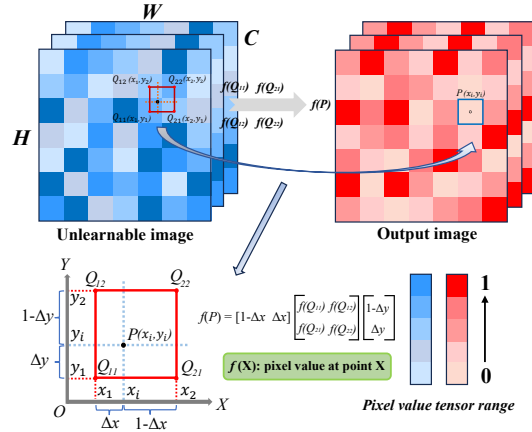 W
C
H
Q12(x1,y2) Q22(x2,y2)
Q11(x1,y1) Q21(x2,y1)
f(Q11) f(Q21)
f(Q12) f(Q22)
f(P)
P(xi,yi)
Unlearnable image
Output image
Y
Q12
Q22
y2
1-Δy
yi
P(xi,yi)
Δy
y1
Q11
Q21
O
x1
xi
x2
X
Δx
1-Δx
f(P) = [1-Δx Δx] [f(Q11) f(Q12) f(Q21) f(Q22)] [1-Δy Δy]
f(X): pixel value at point X
1
0
Pixel value tensor range